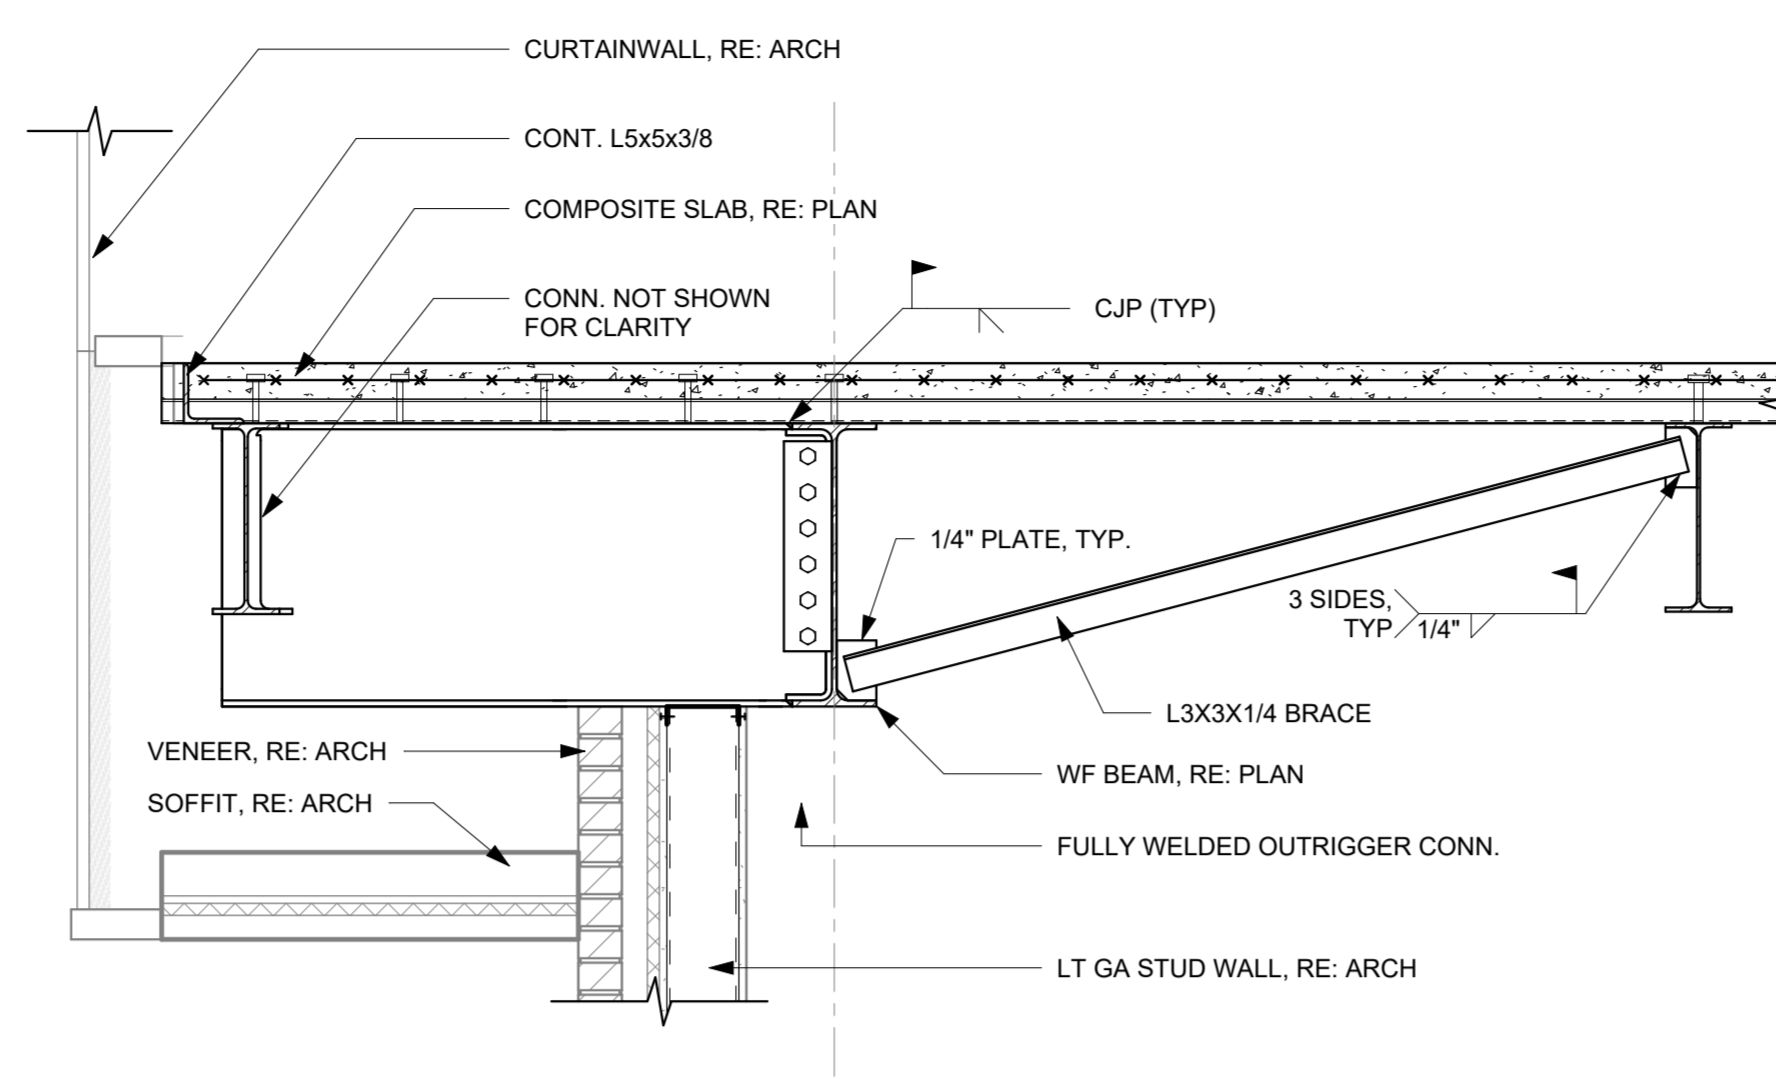 CURTAINWALL, RE: ARCH
CONT. L5x5x3/8
COMPOSITE SLAB, RE: PLAN
CONN. NOT SHOWN
FOR CLARITY
CJP (TYP)
1/4" PLATE, TYP.
3 SIDES,
TYP
1/4"
L3X3X1/4 BRACE
VENEER, RE: ARCH
WF BEAM, RE: PLAN
SOFFIT, RE: ARCH
FULLY WELDED OUTRIGGER CONN.
LT GA STUD WALL, RE: ARCH